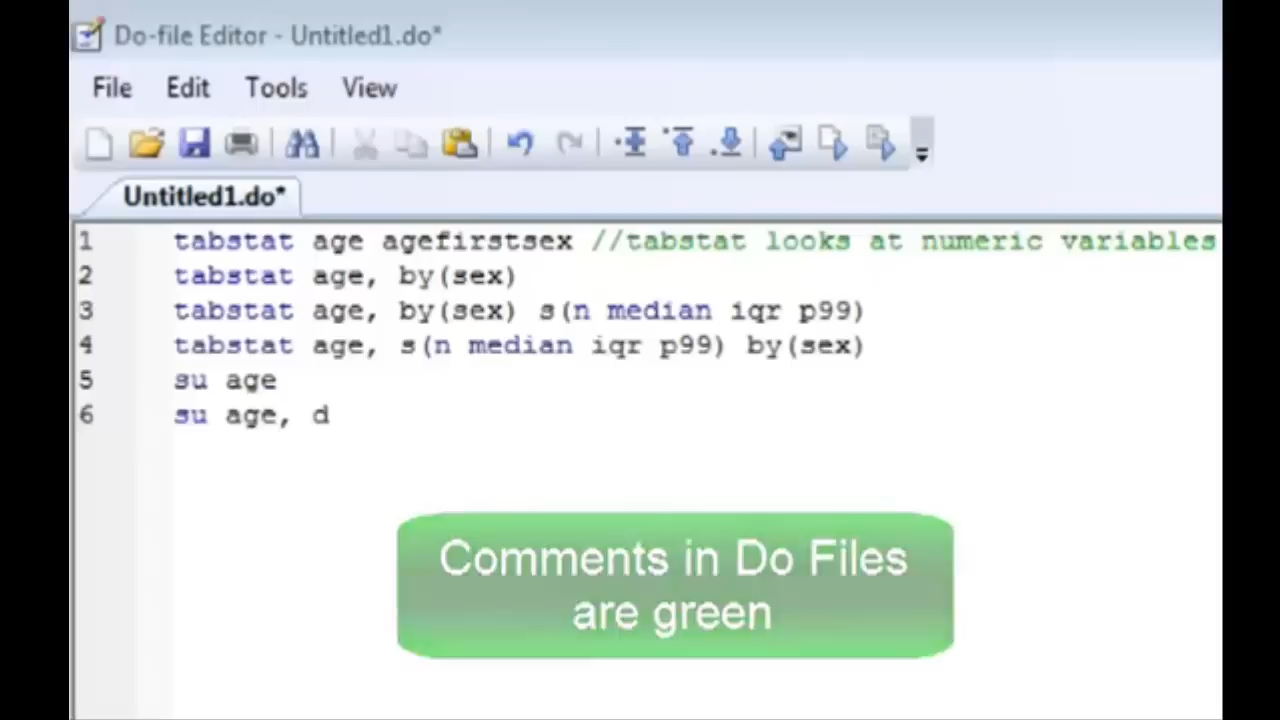 Do-file Editor - Untitled1.do*
File Edit Tools View
Untitled1.do*
1 tabstat age agefirstsex //tabstat looks at numeric variables
2 tabstat age, by(sex)
3 tabstat age, by(sex) s(n median iqr p99)
4 tabstat age, s(n median iqr p99) by(sex)
5 su age
6 su age, d
Comments in Do Files
are green